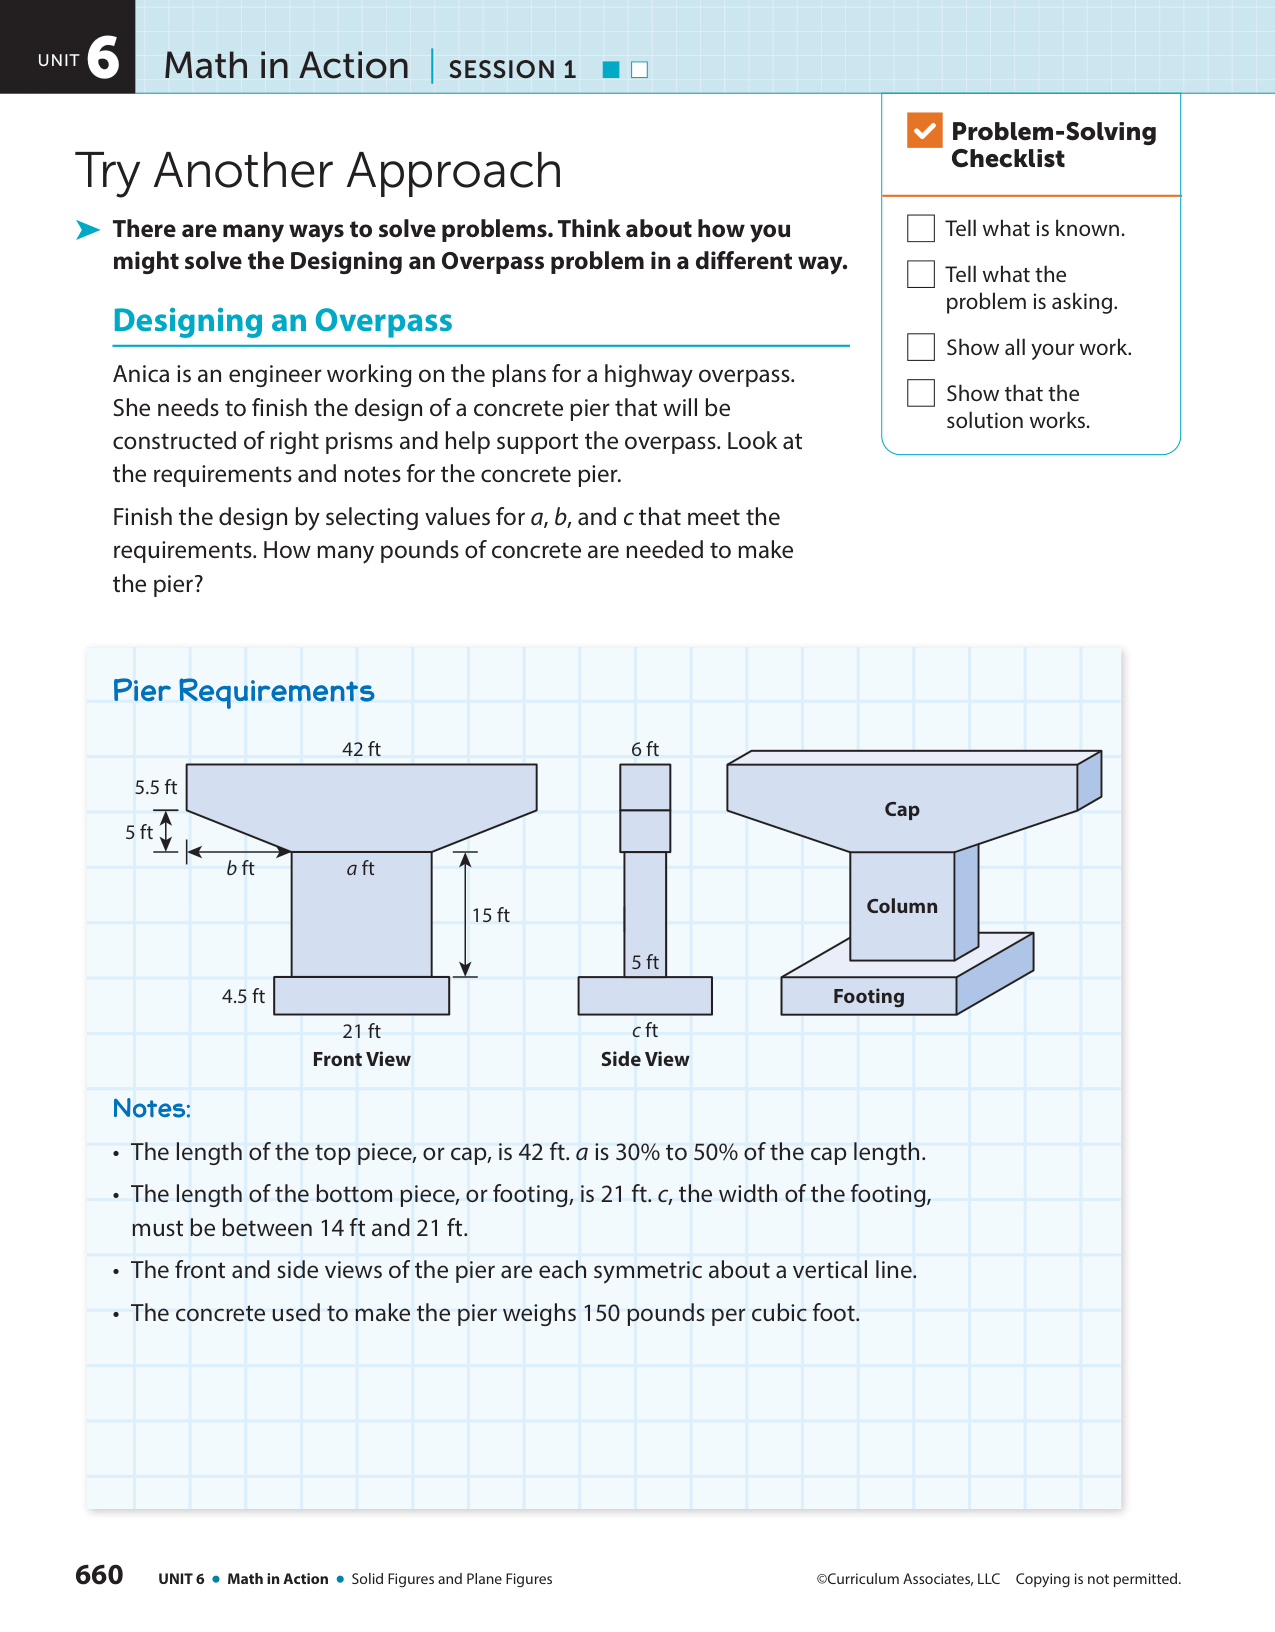 UNIT 6 Math in Action SESSION 1
Problem-Solving
Checklist
Tell what is known.
Tell what the
problem is asking.
Show all your work.
Show that the
solution works.
Try Another Approach
There are many ways to solve problems. Think about how you
might solve the Designing an Overpass problem in a different way.
Designing an Overpass
Anica is an engineer working on the plans for a highway overpass.
She needs to finish the design of a concrete pier that will be
constructed of right prisms and help support the overpass. Look at
the requirements and notes for the concrete pier.
Finish the design by selecting values for a, b, and c that meet the
requirements. How many pounds of concrete are needed to make
the pier?
Pier Requirements
42 ft
5.5 ft
5 ft
b ft
a ft
15 ft
4.5 ft
21 ft
Front View
6 ft
5 ft
c ft
Side View
Cap
Column
Footing
Notes:
• The length of the top piece, or cap, is 42 ft. a is 30% to 50% of the cap length.
• The length of the bottom piece, or footing, is 21 ft. c, the width of the footing,
must be between 14 ft and 21 ft.
• The front and side views of the pier are each symmetric about a vertical line.
• The concrete used to make the pier weighs 150 pounds per cubic foot.
660 UNIT 6 • Math in Action • Solid Figures and Plane Figures
©Curriculum Associates, LLC Copying is not permitted.